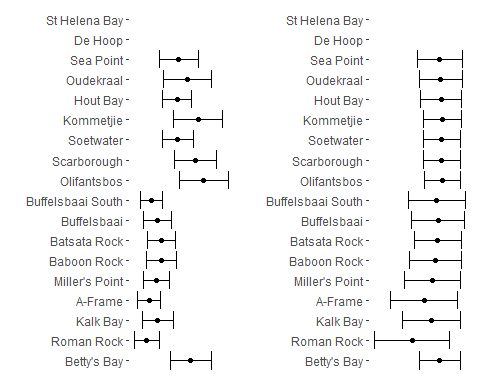 St Helena Bay
De Hoop
Sea Point
Oudekraal
Hout Bay
Kommetjie
Soetwater
Scarborough
Olifantsbos
Buffelsbaai South
Buffelsbaai
Batsata Rock
Baboon Rock
Miller's Point
A-Frame
Kalk Bay
Roman Rock
Betty's Bay
St Helena Bay
De Hoop
Sea Point
Oudekraal
Hout Bay
Kommetjie
Soetwater
Scarborough
Olifantsbos
Buffelsbaai South
Buffelsbaai
Batsata Rock
Baboon Rock
Miller's Point
A-Frame
Kalk Bay
Roman Rock
Betty's Bay